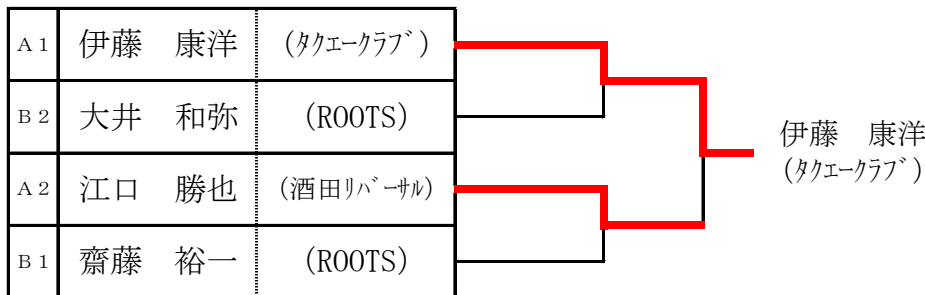 A1 伊藤 康洋 (ﾀｸｴｰｸﾗﾌﾞ)
B2 大井 和弥 (ROOTS)
A2 江口 勝也 (酒田ﾘﾊﾞｰｻﾙ)
B1 齋藤 裕一 (ROOTS)
伊藤 康洋
(ﾀｸｴｰｸﾗﾌﾞ)